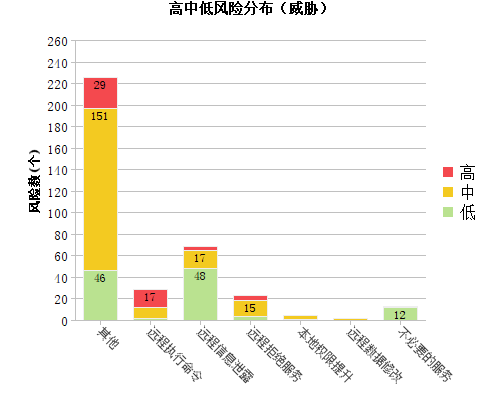 高中低风险分布（威胁）
风险数(个)
260
240
220
200
180
160
140
120
100
80
60
40
20
0
29
151
46
17
17
48
15
12
其他
远程执行命令
远程信息泄露
远程拒绝服务
本地权限提升
远程数据修改
不必要的服务
高
中
低